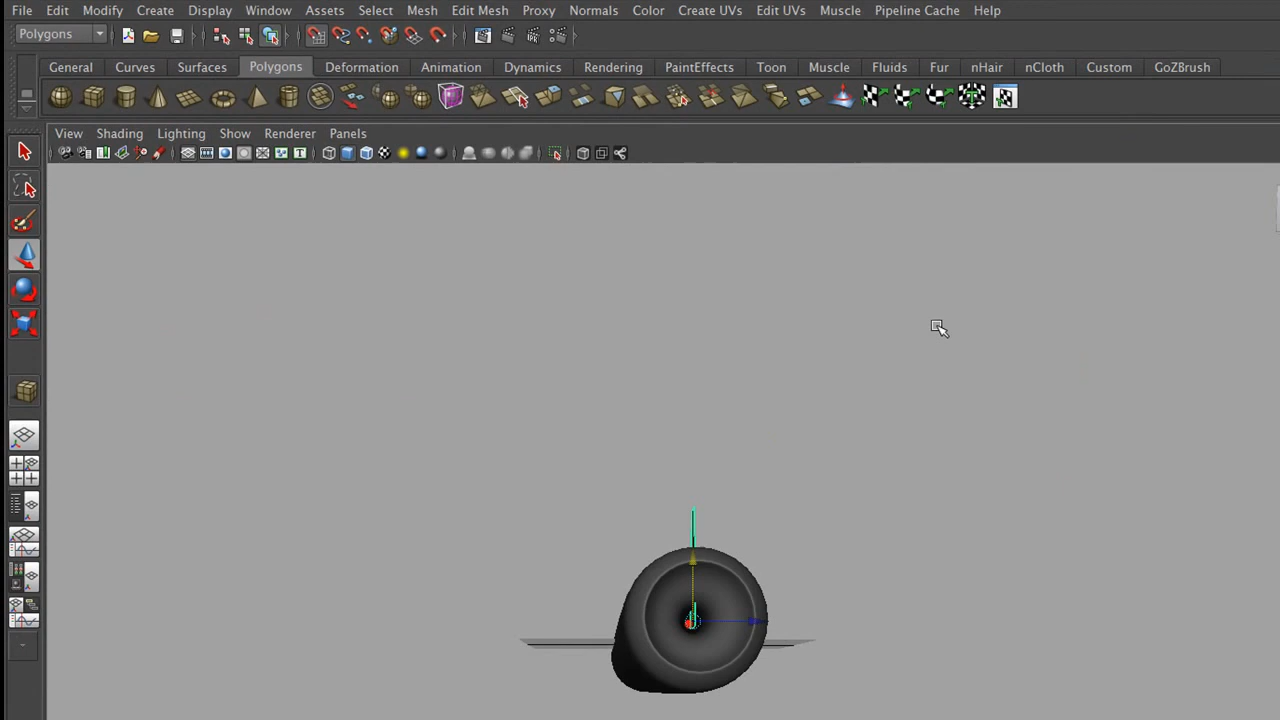 File Edit Modify Create Display Window Assets Select Mesh Edit Mesh Proxy Normals Color Create UVs Edit UVs Muscle Pipeline Cache Help
Polygons
General Curves Surfaces Polygons Deformation Animation Dynamics Rendering PaintEffects Toon Muscle Fluids Fur nHair nCloth Custom GoZBrush
View Shading Lighting Show Renderer Panels